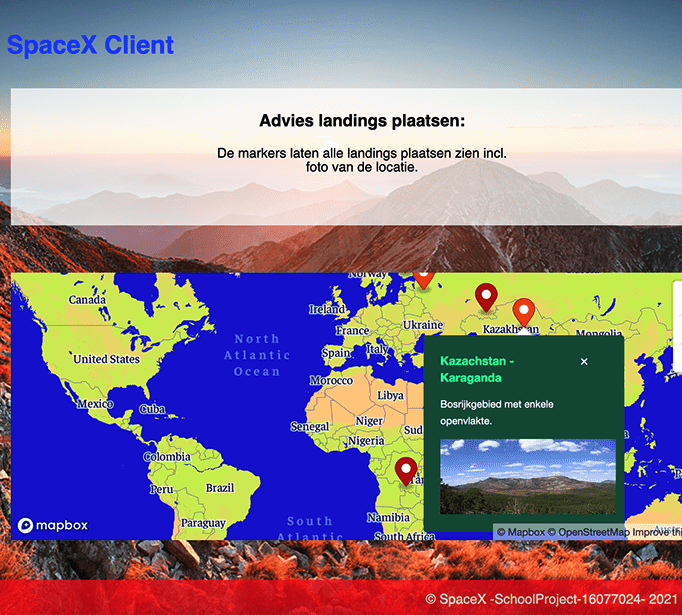 SpaceX Client
Advies landings plaatsen:
De markers laten alle landings plaatsen zien incl.
foto van de locatie.
Norway
Canada
Ireland
Ukraine
Kazakhstan
North
Atlantic
Ocean
France
Mongolia
United States
Spain
Italy
Kazachstan -
Karaganda
×
Morocco
Libya
Mexico
Cuba
Bosrijkgebied met enkele
openvlakte.
Senegal
Niger
Sud
Nigeria
Colombia
Peru
Brazil
Namibia
Paraguay
South
Atlantic
South Africa
mapbox
© Mapbox © OpenStreetMap Improve thi
© SpaceX -SchoolProject-16077024- 2021